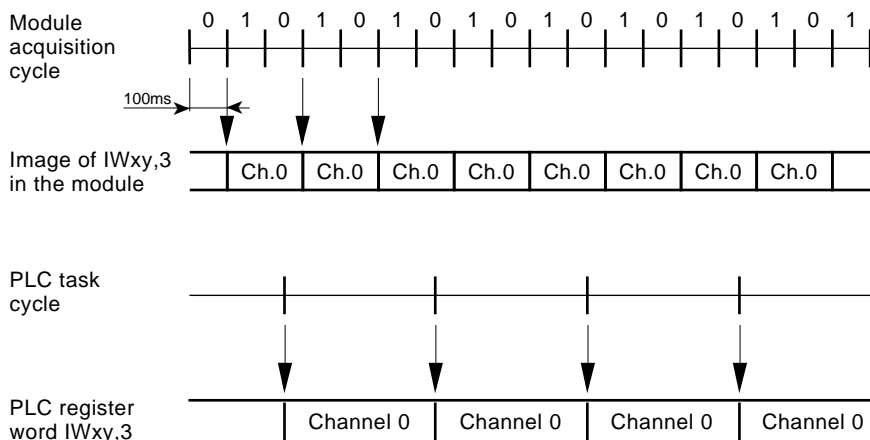 Module
acquisition
cycle
0 1 0 1 0 1 0 1 0 1 0 1 0 1 0 1 0 1
100ms
Image of IWxy,3
in the module
Ch.0 Ch.0 Ch.0 Ch.0 Ch.0 Ch.0 Ch.0 Ch.0
PLC task
cycle
PLC register
word IWxy,3
Channel 0 Channel 0 Channel 0 Channel 0